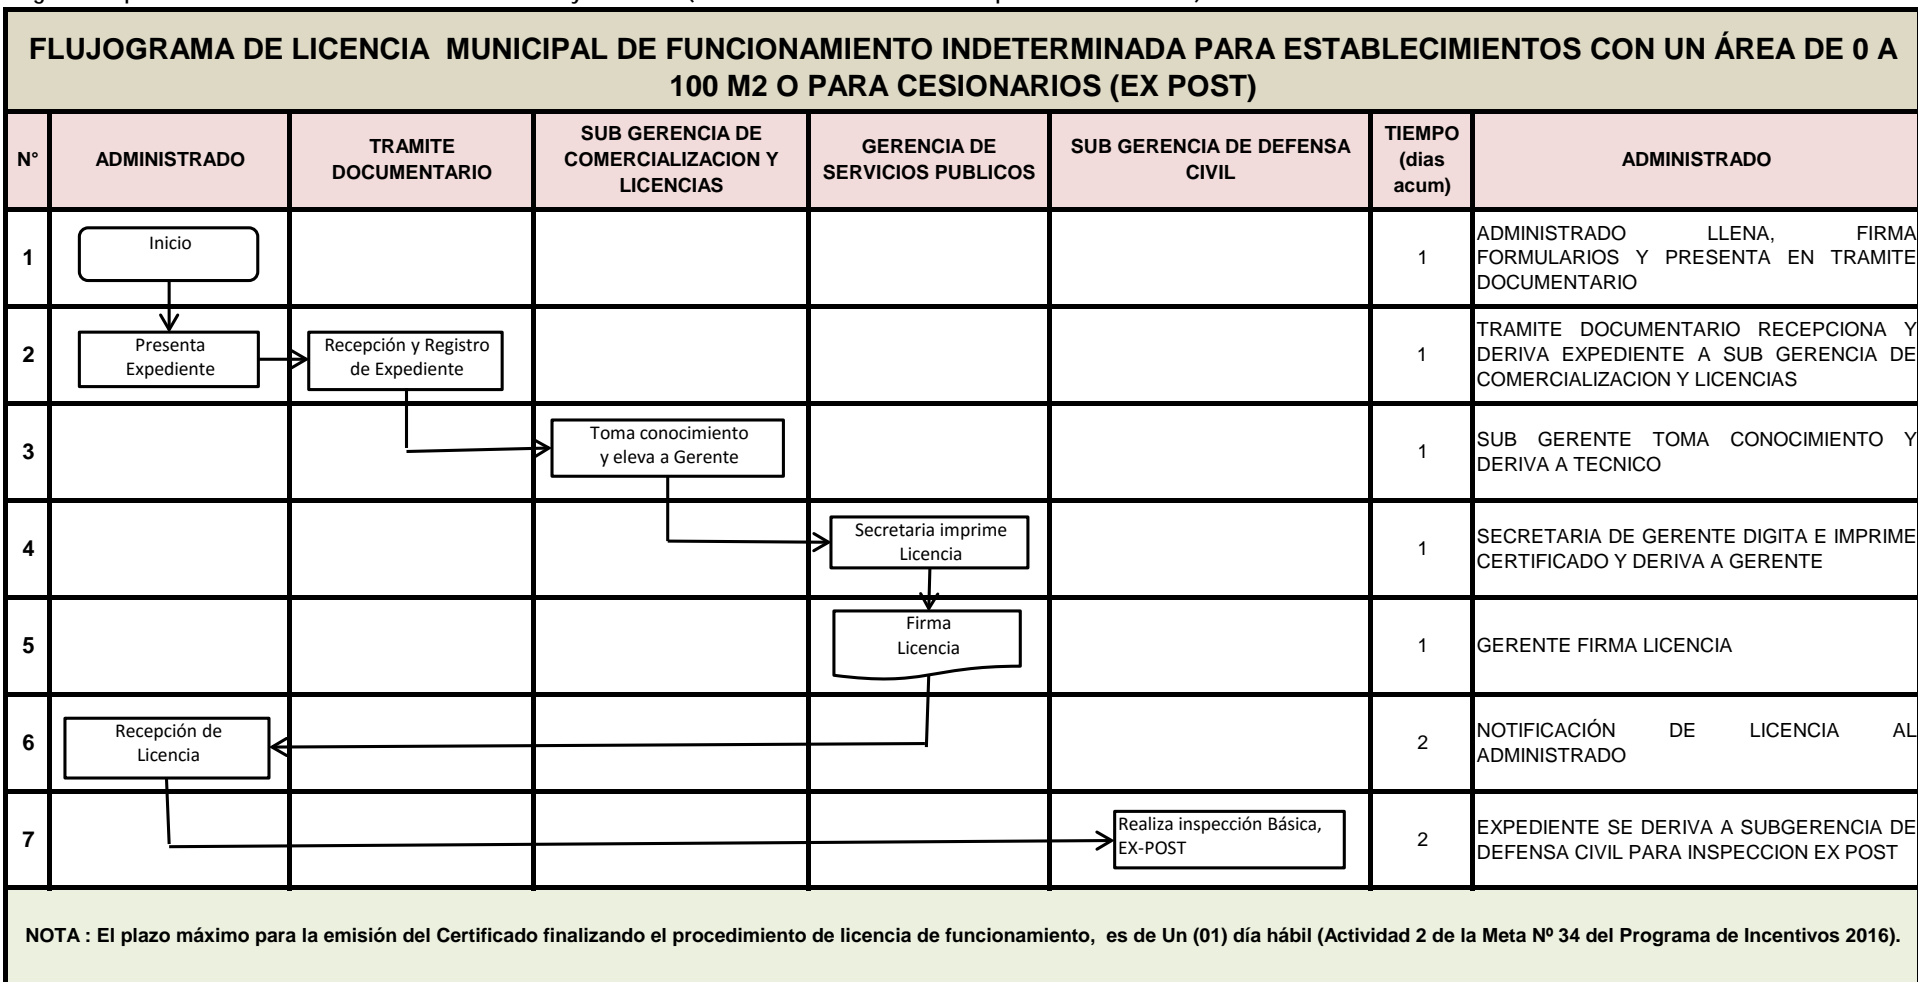 FLUJOGRAMA DE LICENCIA MUNICIPAL DE FUNCIONAMIENTO INDETERMINADA PARA ESTABLECIMIENTOS CON UN ÁREA DE 0 A
100 M2 O PARA CESIONARIOS (EX POST)
N°
ADMINISTRADO
TRAMITE
DOCUMENTARIO
SUB GERENCIA DE
COMERCIALIZACION Y
LICENCIAS
GERENCIA DE
SERVICIOS PUBLICOS
SUB GERENCIA DE DEFENSA
CIVIL
TIEMPO
(dias
acum)
ADMINISTRADO
1
Inicio
1
ADMINISTRADO LLENA, FIRMA
FORMULARIOS Y PRESENTA EN TRAMITE
DOCUMENTARIO
2
Presenta
Expediente
Recepción y Registro
de Expediente
1
TRAMITE DOCUMENTARIO RECEPCIONA Y
DERIVA EXPEDIENTE A SUB GERENCIA DE
COMERCIALIZACION Y LICENCIAS
3
Toma conocimiento
y eleva a Gerente
1
SUB GERENTE TOMA CONOCIMIENTO Y
DERIVA A TECNICO
4
Secretaria imprime
Licencia
1
SECRETARIA DE GERENTE DIGITA E IMPRIME
CERTIFICADO Y DERIVA A GERENTE
5
Firma
Licencia
1
GERENTE FIRMA LICENCIA
6
Recepción de
Licencia
2
NOTIFICACIÓN DE LICENCIA AL
ADMINISTRADO
7
Realiza inspección Básica,
EX-POST
2
EXPEDIENTE SE DERIVA A SUBGERENCIA DE
DEFENSA CIVIL PARA INSPECCION EX POST
NOTA : El plazo máximo para la emisión del Certificado finalizando el procedimiento de licencia de funcionamiento, es de Un (01) día hábil (Actividad 2 de la Meta Nº 34 del Programa de Incentivos 2016).